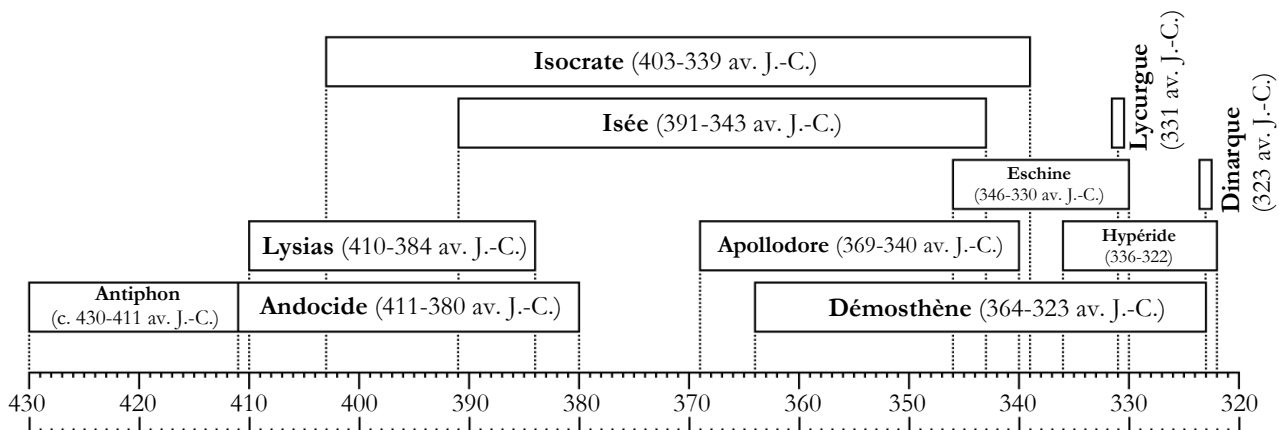 Isocrate (403-339 av. J.-C.)
Lycurgue
(331 av. J.-C.)
Isée (391-343 av. J.-C.)
Dinarque
(323 av. J.-C.)
Eschine
(346-330 av. J.-C.)
Lysias (410-384 av. J.-C.)
Apollodore (369-340 av. J.-C.)
Hypéride
(336-322)
Antiphon
(c. 430-411 av. J.-C.)
Andocide (411-380 av. J.-C.)
Démosthène (364-323 av. J.-C.)
430 420 410 400 390 380 370 360 350 340 330 320